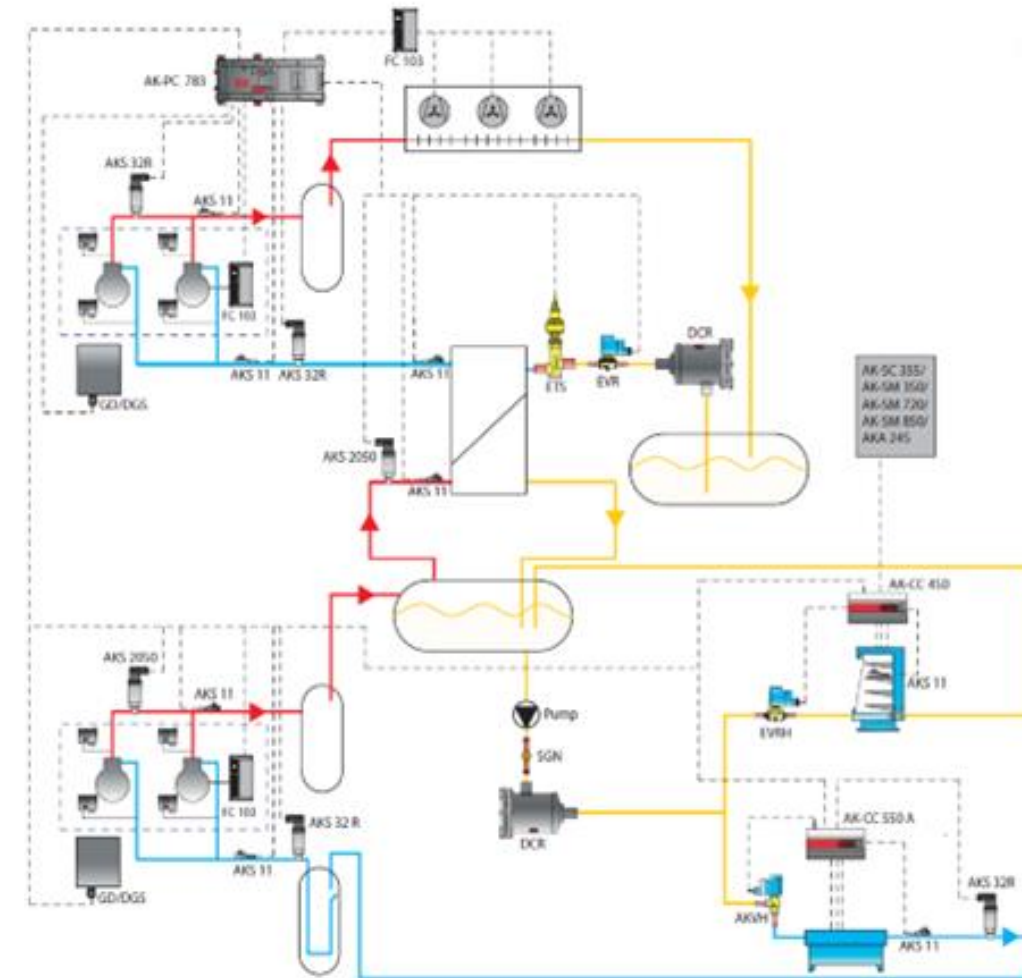 FC 103
AK-PC 783
AKS 32R
AKS 11
FC 103
DCR
AKS 11
AKS 32R
AKS 11
ETS
EVR
GD/DGS
AK-SC 355/
AK-SM 350/
AK-SM 720/
AK-SM 850/
AKA 245
AKS 2050
AKS 11
AK-CC 450
AKS 2050
AKS 11
AKS 11
Pump
EVRH
SGN
FC 103
AKS 32 R
DCR
AK-CC 550 A
AKS 11
AKS 32R
GD/DGS
AKVH
AKS 11